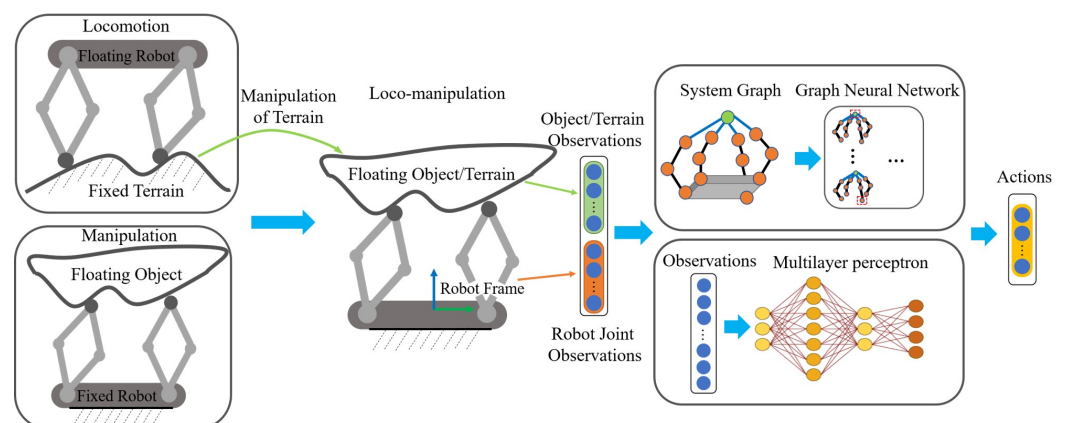 Locomotion
Floating Robot
Fixed Terrain
Manipulation
of Terrain
Manipulation
Floating Object
Fixed Robot
Loco-manipulation
Floating Object/Terrain
Robot Frame
Object/Terrain
Observations
Robot Joint
Observations
System Graph
Graph Neural Network
Observations
Multilayer perceptron
Actions